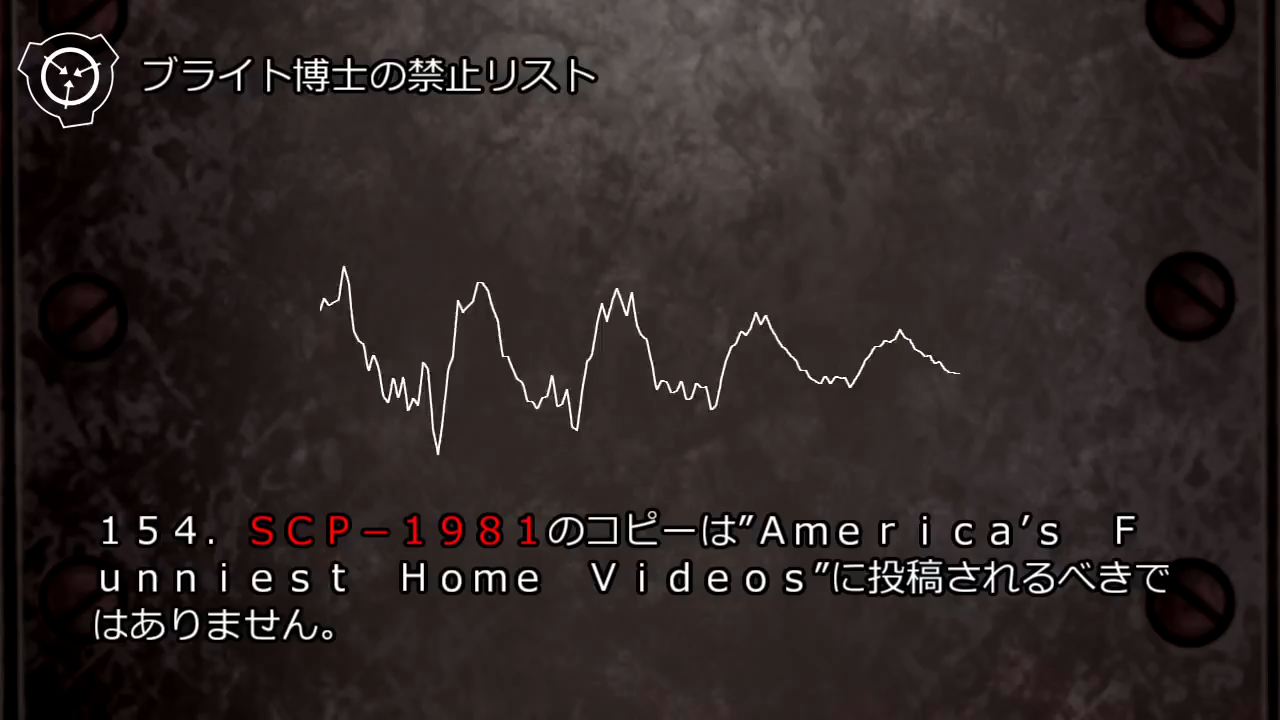 ブライト博士の禁止リスト
１５４．ＳＣＰ－１９８１のコピーは”Ａｍｅｒｉｃａ’ｓ　Ｆ
ｕｎｎｉｅｓｔ　Ｈｏｍｅ　Ｖｉｄｅｏｓ”に投稿されるべきで
はありません。